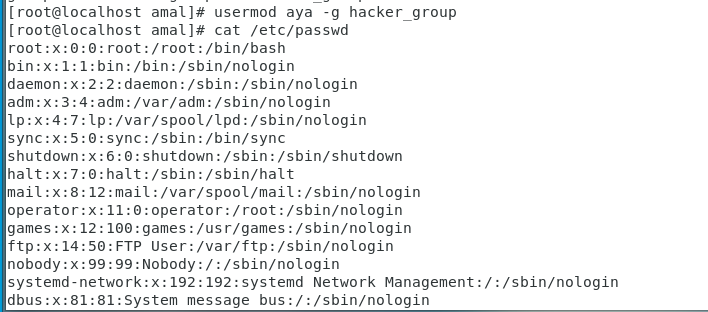 [root@localhost amal]# usermod aya -g hacker_group
[root@localhost amal]# cat /etc/passwd
root:x:0:0:root:/root:/bin/bash
bin:x:1:1:bin:/bin:/sbin/nologin
daemon:x:2:2:daemon:/sbin:/sbin/nologin
adm:x:3:4:adm:/var/adm:/sbin/nologin
lp:x:4:7:lp:/var/spool/lpd:/sbin/nologin
sync:x:5:0:sync:/sbin:/bin/sync
shutdown:x:6:0:shutdown:/sbin:/sbin/shutdown
halt:x:7:0:halt:/sbin:/sbin/halt
mail:x:8:12:mail:/var/spool/mail:/sbin/nologin
operator:x:11:0:operator:/root:/sbin/nologin
games:x:12:100:games:/usr/games:/sbin/nologin
ftp:x:14:50:FTP User:/var/ftp:/sbin/nologin
nobody:x:99:99:Nobody:/:/sbin/nologin
systemd-network:x:192:192:systemd Network Management:/:/sbin/nologin
dbus:x:81:81:System message bus:/:/sbin/nologin